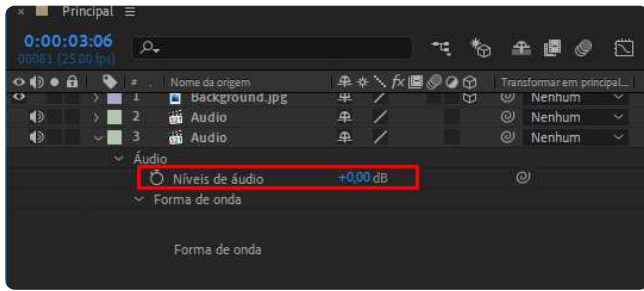 Principal
0:00:03:06
00081 (25.00 fps)
# . Nome da origem fx Transformar em principal...
1 Background.jpg Nenhum
2 Audio Nenhum
3 Audio Nenhum
Áudio
Níveis de áudio +0,00 dB
Forma de onda
Forma de onda